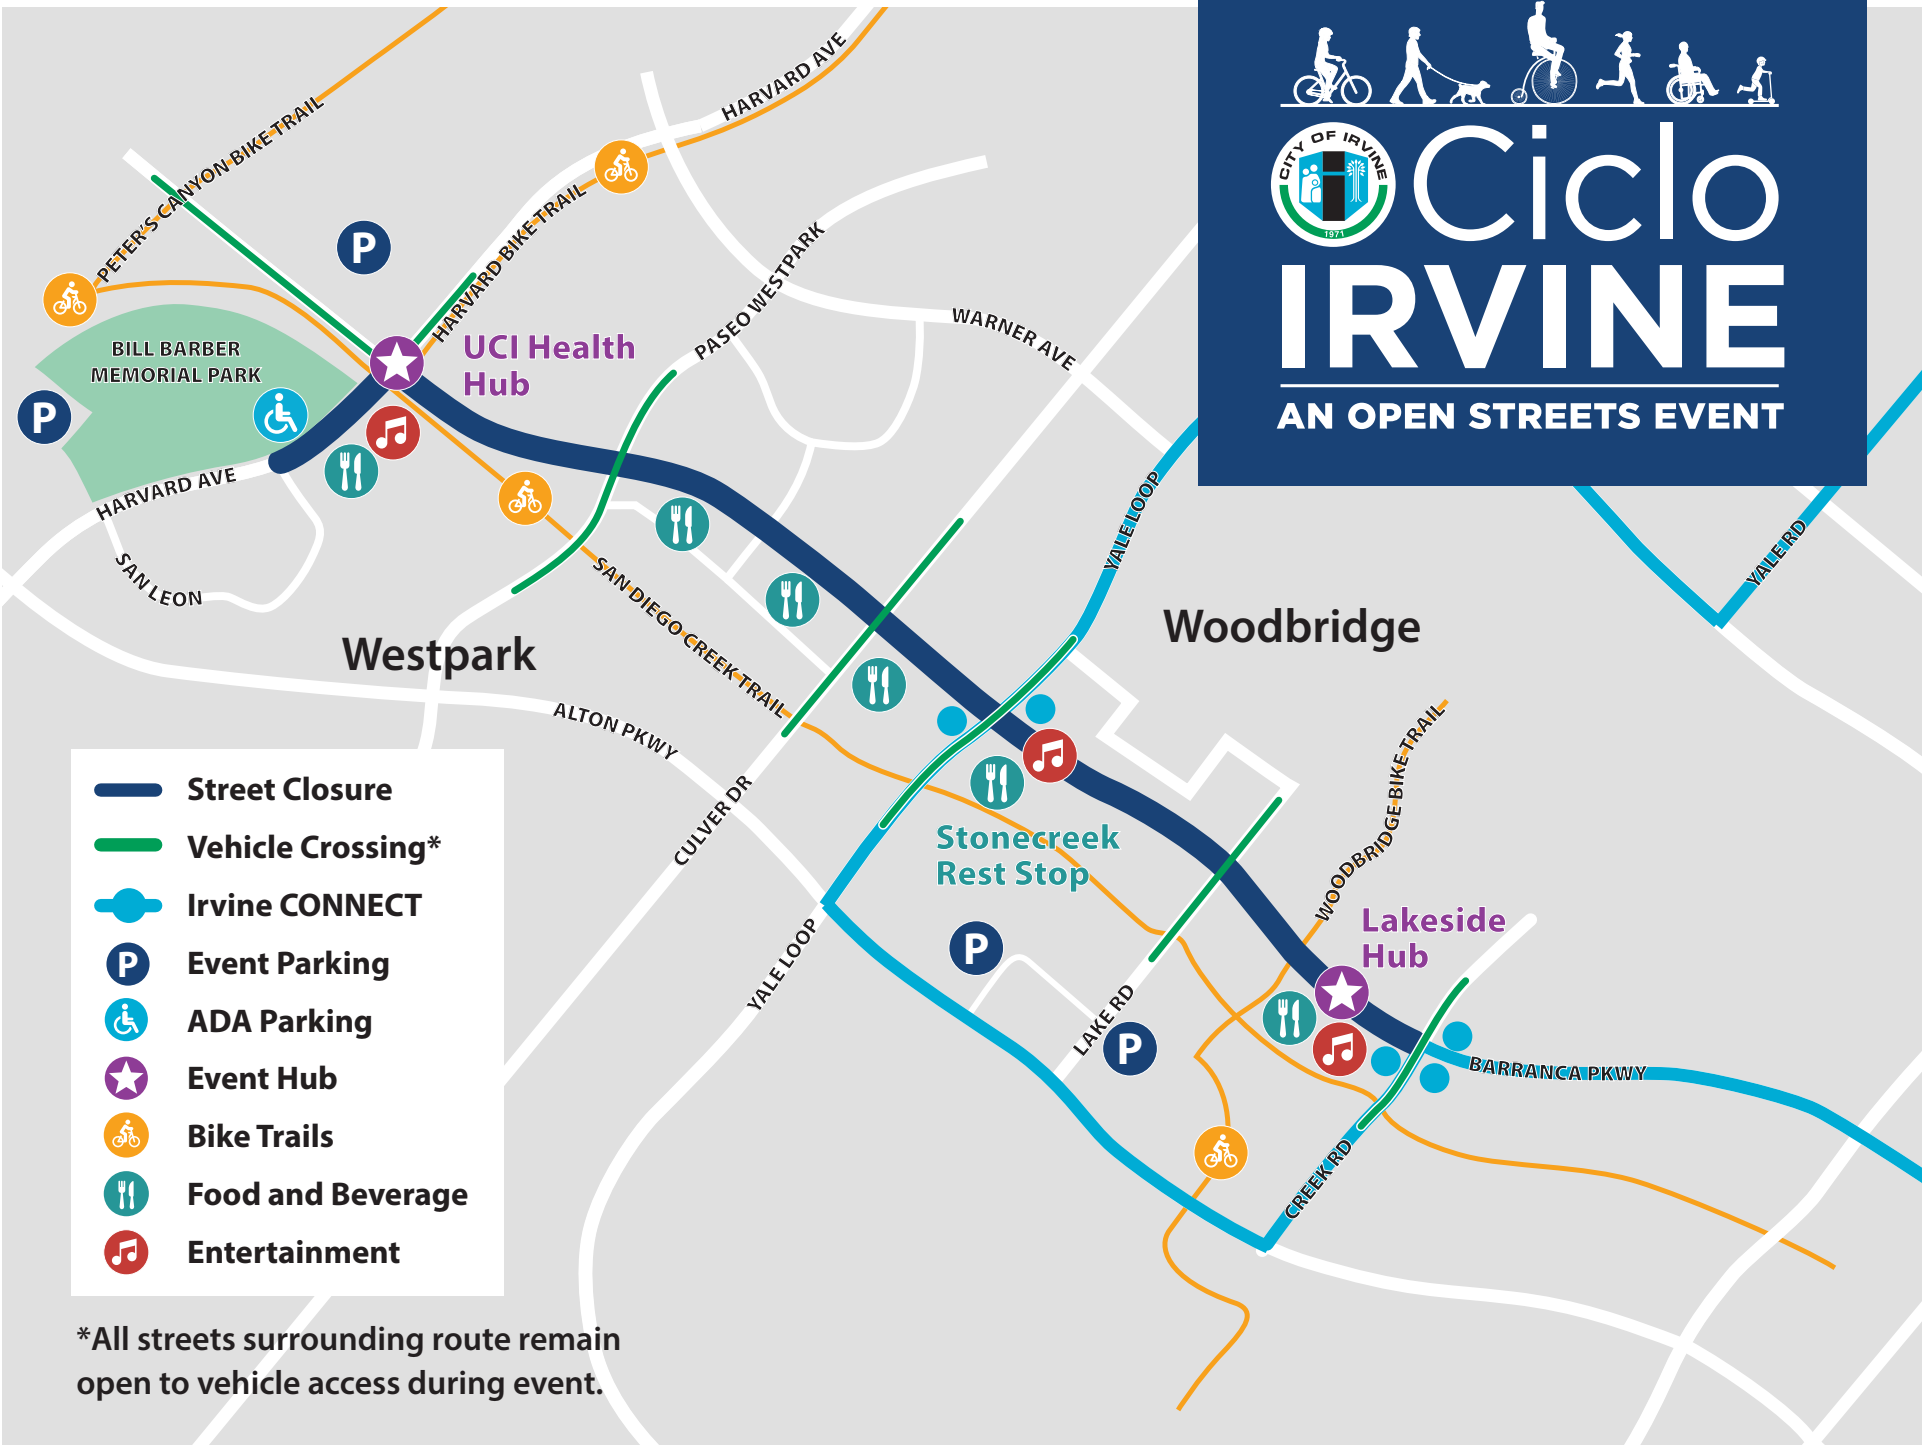 CITY OF IRVINE
1971
Ciclo
IRVINE
AN OPEN STREETS EVENT
HARVARD AVE
PETER'S CANYON BIKE TRAIL
HARVARD BIKE TRAIL
P
PASEO WESTPARK
WARNER AVE
UCI Health
Hub
BILL BARBER
MEMORIAL PARK
P
HARVARD AVE
SAN LEON
YALE LOOP
YALE RD
SAN DIEGO CREEK TRAIL
Westpark
Woodbridge
ALTON PKWY
CULVER DR
WOODBRIDGE BIKE TRAIL
Stonecreek
Rest Stop
YALE LOOP
P
Lakeside
Hub
LAKE RD
P
BARRANCA PKWY
CREEK RD
Street Closure
Vehicle Crossing*
Irvine CONNECT
P Event Parking
ADA Parking
Event Hub
Bike Trails
Food and Beverage
Entertainment
*All streets surrounding route remain
open to vehicle access during event.